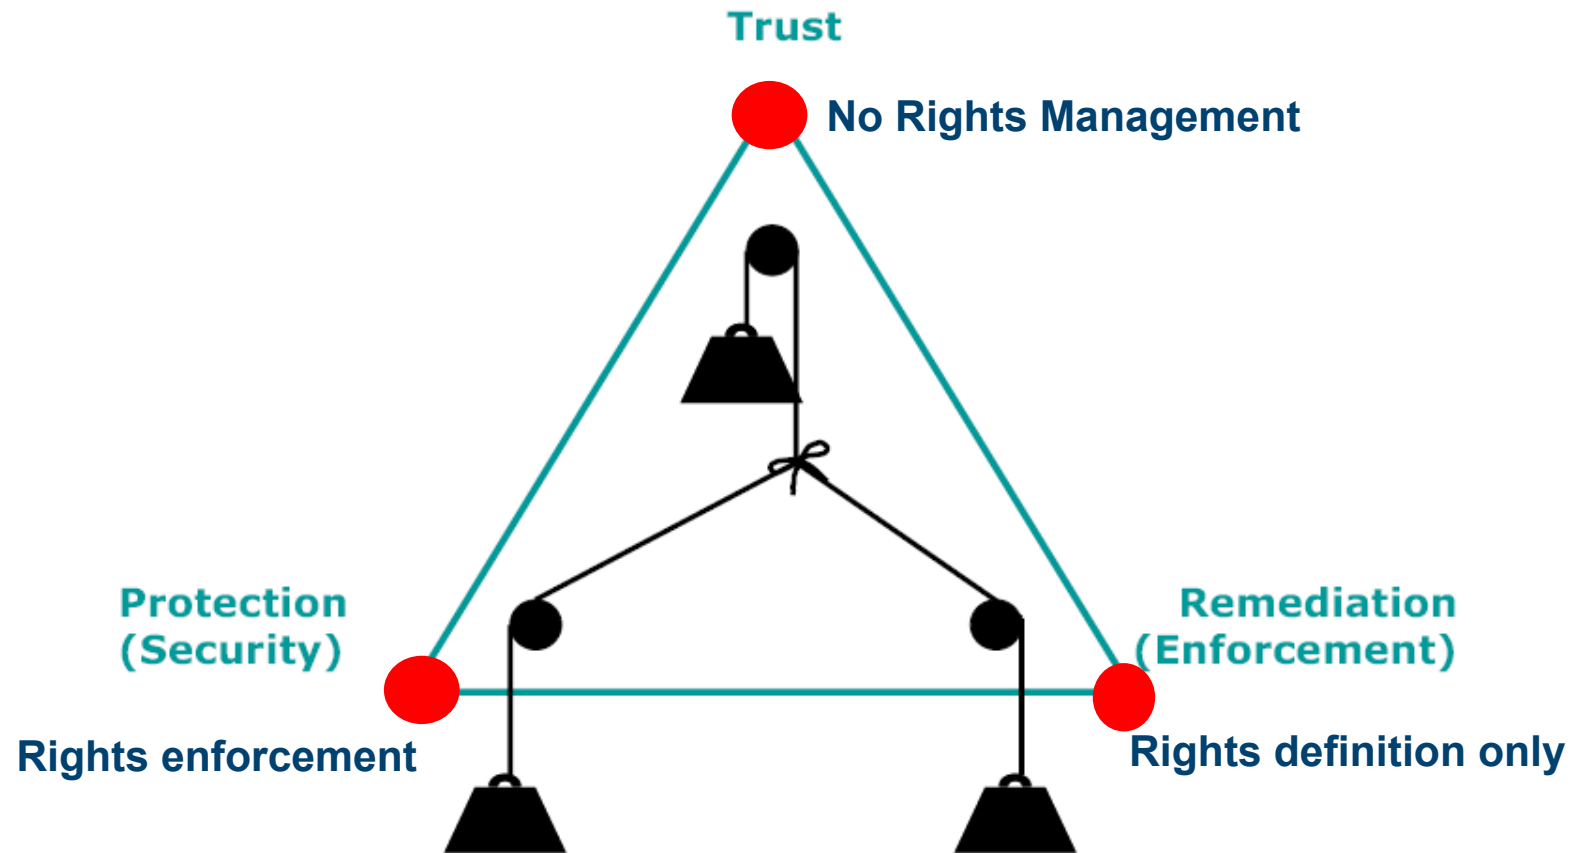 Trust
No Rights Management
Protection
(Security)
Remediation
(Enforcement)
Rights enforcement
Rights definition only